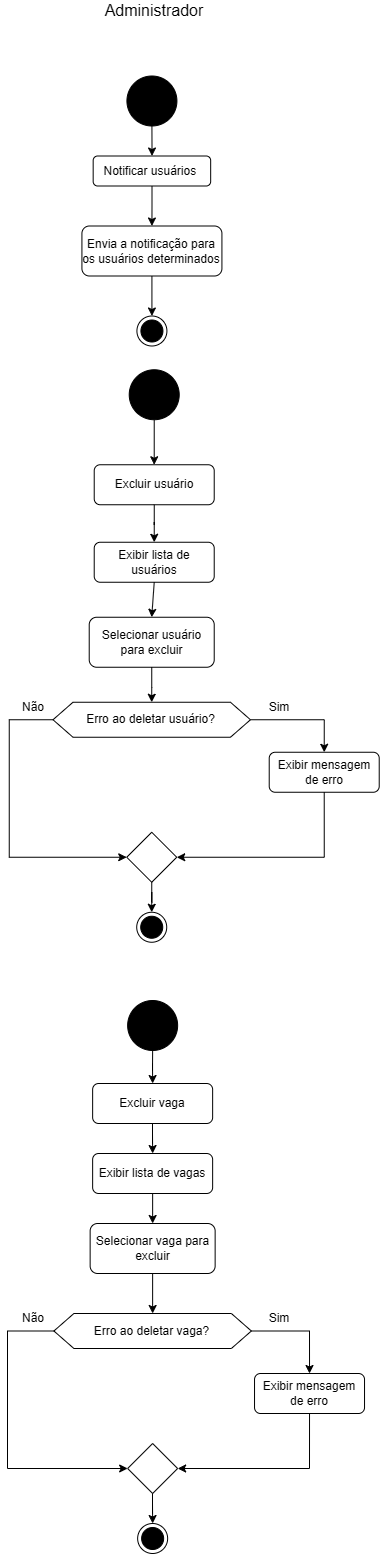 Administrador
Notificar usuários
Envia a notificação para
os usuários determinados
Excluir usuário
Exibir lista de
usuários
Selecionar usuário
para excluir
Não
Erro ao deletar usuário?
Sim
Exibir mensagem
de erro
Excluir vaga
Exibir lista de vagas
Selecionar vaga para
excluir
Não
Erro ao deletar vaga?
Sim
Exibir mensagem
de erro